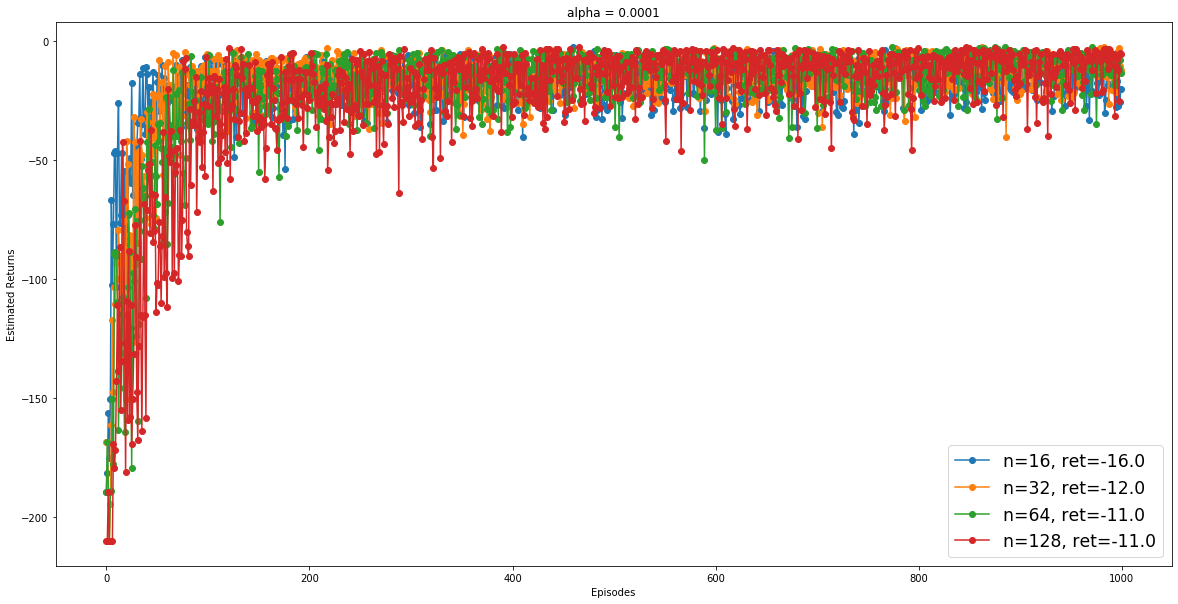 alpha = 0.0001
Estimated Returns
0
−50
−100
−150
−200
0
200
400
600
800
1000
Episodes
n=16, ret=-16.0
n=32, ret=-12.0
n=64, ret=-11.0
n=128, ret=-11.0